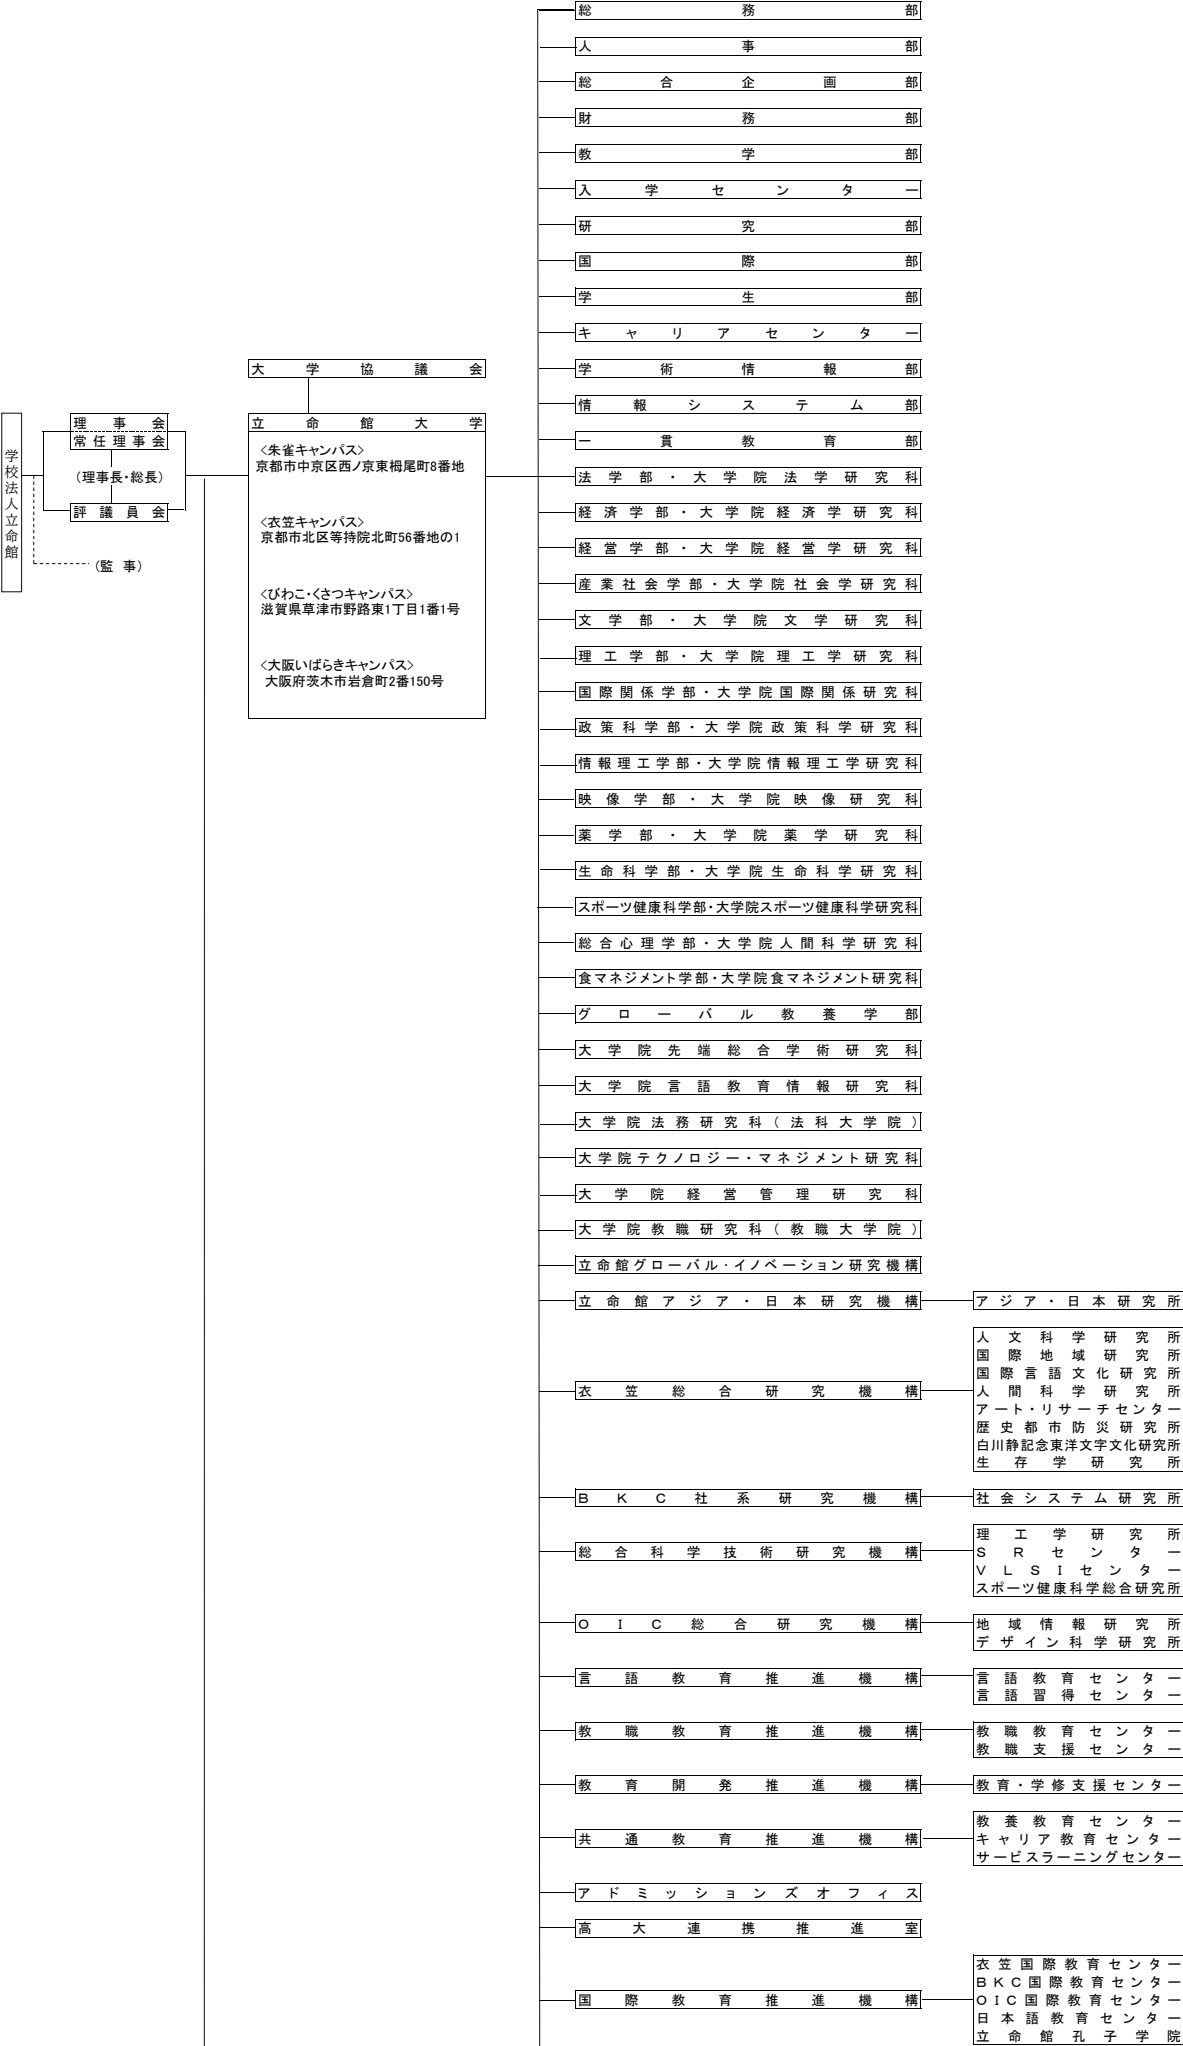 学校法人立命館
理事会
常任理事会
（理事長・総長）
評議員会
（監 事）
大学協議会
立命館大学
＜朱雀キャンパス＞
京都市中京区西ノ京東栂尾町8番地
＜衣笠キャンパス＞
京都市北区等持院北町56番地の1
＜びわこ・くさつキャンパス＞
滋賀県草津市野路東1丁目1番1号
＜大阪いばらきキャンパス＞
大阪府茨木市岩倉町2番150号
総務部
人事部
総合企画部
財務部
教学部
入学センター
研究部
国際部
学生部
キャリアセンター
学術情報部
情報システム部
一貫教育部
法学部・大学院法学研究科
経済学部・大学院経済学研究科
経営学部・大学院経営学研究科
産業社会学部・大学院社会学研究科
文学部・大学院文学研究科
理工学部・大学院理工学研究科
国際関係学部・大学院国際関係研究科
政策科学部・大学院政策科学研究科
情報理工学部・大学院情報理工学研究科
映像学部・大学院映像研究科
薬学部・大学院薬学研究科
生命科学部・大学院生命科学研究科
スポーツ健康科学部・大学院スポーツ健康科学研究科
総合心理学部・大学院人間科学研究科
食マネジメント学部・大学院食マネジメント研究科
グローバル教養学部
大学院先端総合学術研究科
大学院言語教育情報研究科
大学院法務研究科（法科大学院）
大学院テクノロジー・マネジメント研究科
大学院経営管理研究科
大学院教職研究科（教職大学院）
立命館グローバル・イノベーション研究機構
立命館アジア・日本研究機構
アジア・日本研究所
衣笠総合研究機構
人文科学研究所
国際地域研究所
国際言語文化研究所
人間科学研究所
アート・リサーチセンター
歴史都市防災研究所
白川静記念東洋文字文化研究所
生存学研究所
ＢＫＣ社系研究機構
社会システム研究所
総合科学技術研究機構
理工学研究所
ＳＲセンター
ＶＬＳＩセンター
スポーツ健康科学総合研究所
ＯＩＣ総合研究機構
地域情報研究所
デザイン科学研究所
言語教育推進機構
言語教育センター
言語習得センター
教職教育推進機構
教職教育センター
教職支援センター
教育開発推進機構
教育・学修支援センター
共通教育推進機構
教養教育センター
キャリア教育センター
サービスラーニングセンター
アドミッションズオフィス
高大連携推進室
国際教育推進機構
衣笠国際教育センター
ＢＫＣ国際教育センター
ＯＩＣ国際教育センター
日本語教育センター
立命館孔子学院